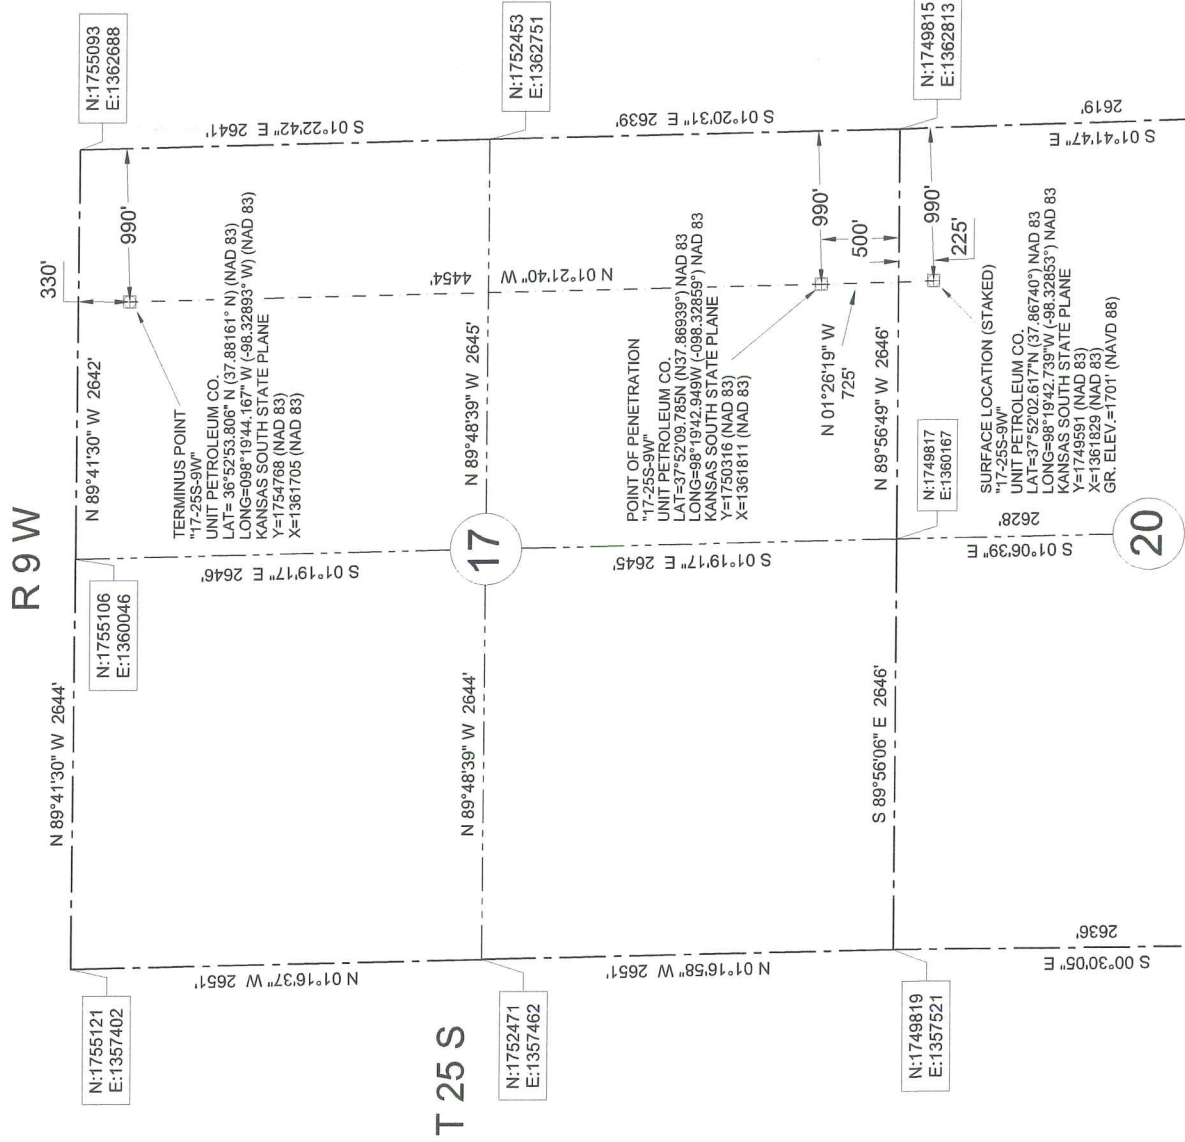 R 9 W
N:1755093
E:1362688
330'
N 89°41'30" W 2644'
N 89°41'30" W 2642'
990'
N:1755121
E:1357402
N:1755106
E:1360046
TERMINUS POINT
"17-25S-9W"
UNIT PETROLEUM CO.
LAT= 36°52'53.806" N (37.88161° N) (NAD 83)
LONG=098°19'44.167" W (-98.32893° W) (NAD 83)
KANSAS SOUTH STATE PLANE
Y=1754768 (NAD 83)
X=1361705 (NAD 83)
S 01°22'42" E 2641'
N 01°16'37" W 2651'
S 01°19'17" E 2646'
4454'
N 01°21'40" W
T 25 S
N:1752471
E:1357462
N 89°48'39" W 2644'
17
N 89°48'39" W 2645'
N:1752453
E:1362751
N 01°16'58" W 2651'
S 01°19'17" E 2645'
S 01°20'31" E 2639'
POINT OF PENETRATION
"17-25S-9W"
UNIT PETROLEUM CO.
LAT=37°52'09.785N (N37.86939°) NAD 83
LONG=98°19'42.949W (-098.32859°) NAD 83
KANSAS SOUTH STATE PLANE
Y=1750316 (NAD 83)
X=1361811 (NAD 83)
990'
500'
N 01°26'19" W
725'
N:1749819
E:1357521
S 89°56'06" E 2646'
N 89°56'49" W 2646'
N:1749817
E:1360167
N:1749815
E:1362813
990'
225'
SURFACE LOCATION (STAKED)
"17-25S-9W"
UNIT PETROLEUM CO.
LAT=37°52'02.617"N (37.86740°) NAD 83
LONG=98°19'42.739"W (-98.32853°) NAD 83
KANSAS SOUTH STATE PLANE
Y=1749591 (NAD 83)
X=1361829 (NAD 83)
GR. ELEV.=1701' (NAVD 88)
S 00°30'05" E
2636'
S 01°06'39" E
2628'
S 01°41'47" E
2619'
20